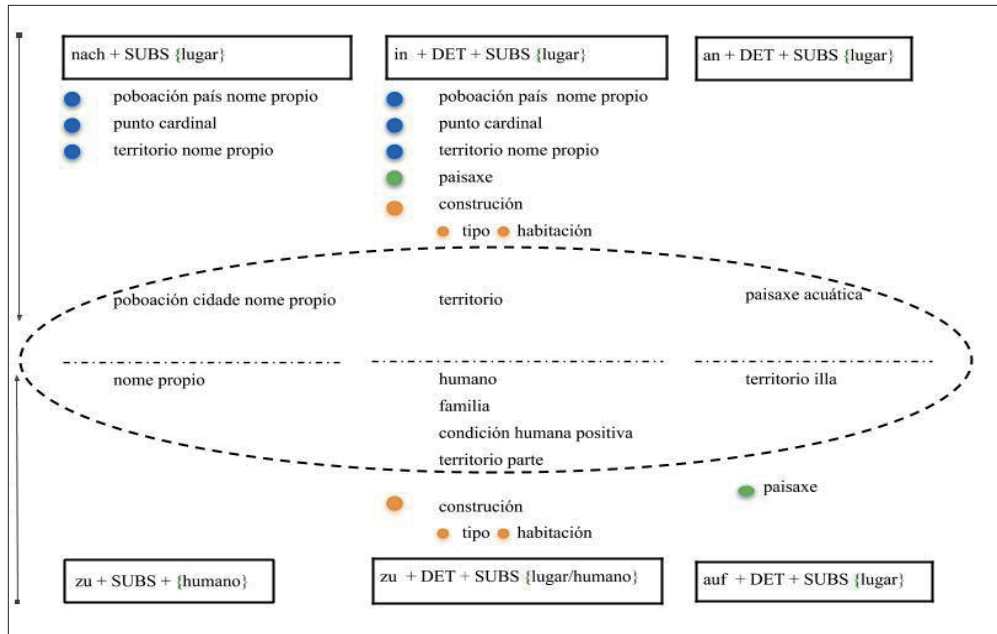 nach + SUBS {lugar}
poboación país nome propio
punto cardinal
territorio nome propio
in + DET + SUBS {lugar}
poboación país nome propio
punto cardinal
territorio nome propio
paisaxe
construción
tipo habitación
an + DET + SUBS {lugar}
poboación cidade nome propio
territorio
paisaxe acuática
nome propio
humano
familia
condición humana positiva
territorio parte
territorio illa
construción
tipo habitación
paisaxe
zu + SUBS + {humano}
zu + DET + SUBS {lugar/humano}
auf + DET + SUBS {lugar}